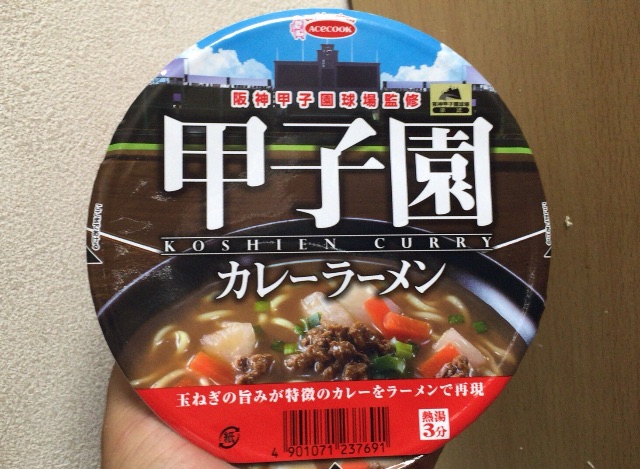 ACECOOK
阪神甲子園球場監修
甲子園
KOSHIEN CURRY
カレーラーメン
玉ねぎの旨みが特徴のカレーをラーメンで再現
熱湯
3分
紙
4 901071 237691